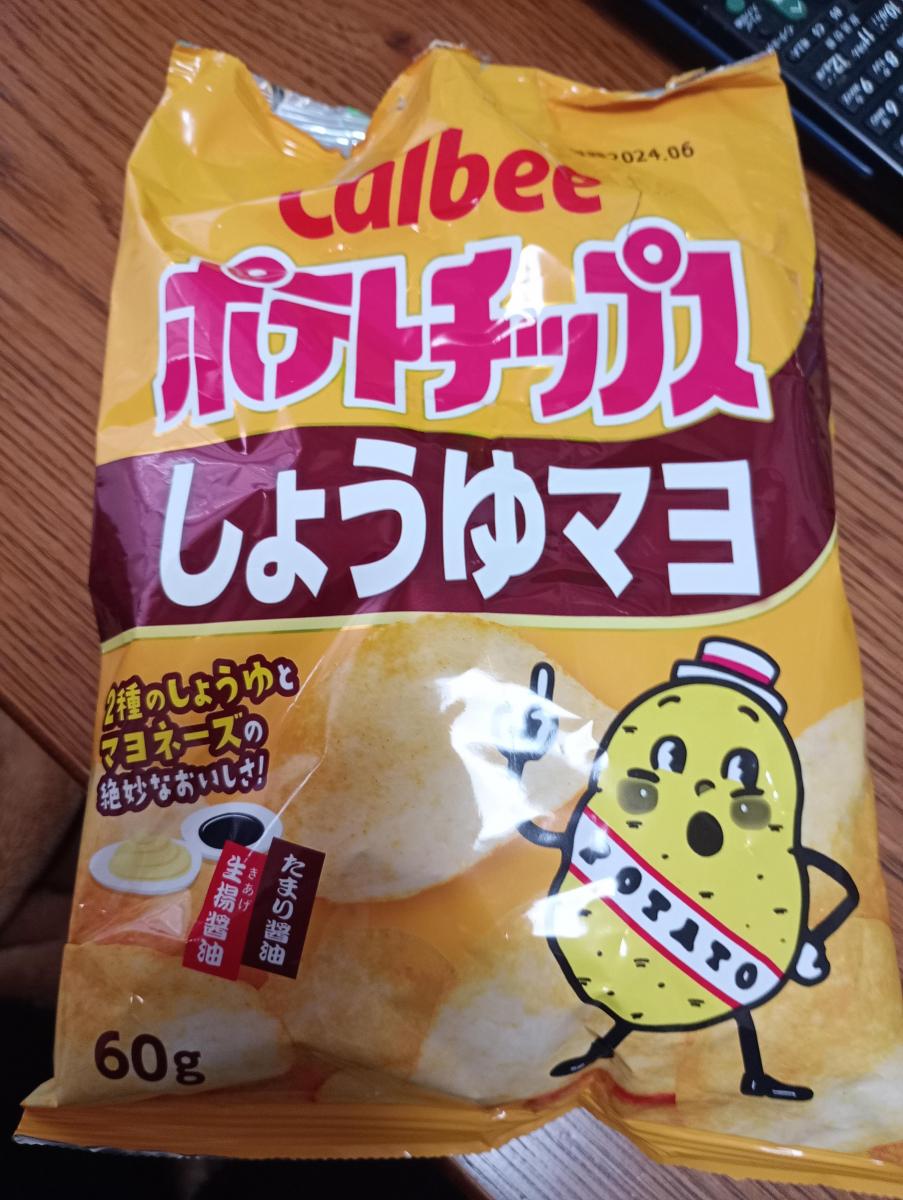 Calbee
2024.06
ポテトチップス
しょうゆマヨ
2種のしょうゆと
マヨネーズの
絶妙なおいしさ!
たまり醤油
きあげ
生揚醤油
POTATO
60g